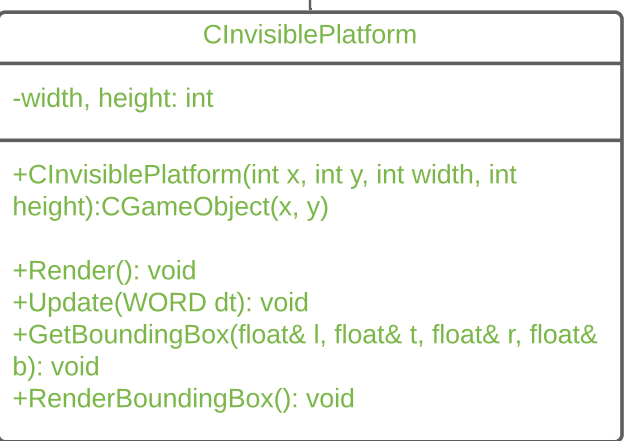 CInvisiblePlatform
-width, height: int
+CInvisiblePlatform(int x, int y, int width, int
height):CGameObject(x, y)
+Render(): void
+Update(WORD dt): void
+GetBoundingBox(float& l, float& t, float& r, float&
b): void
+RenderBoundingBox(): void